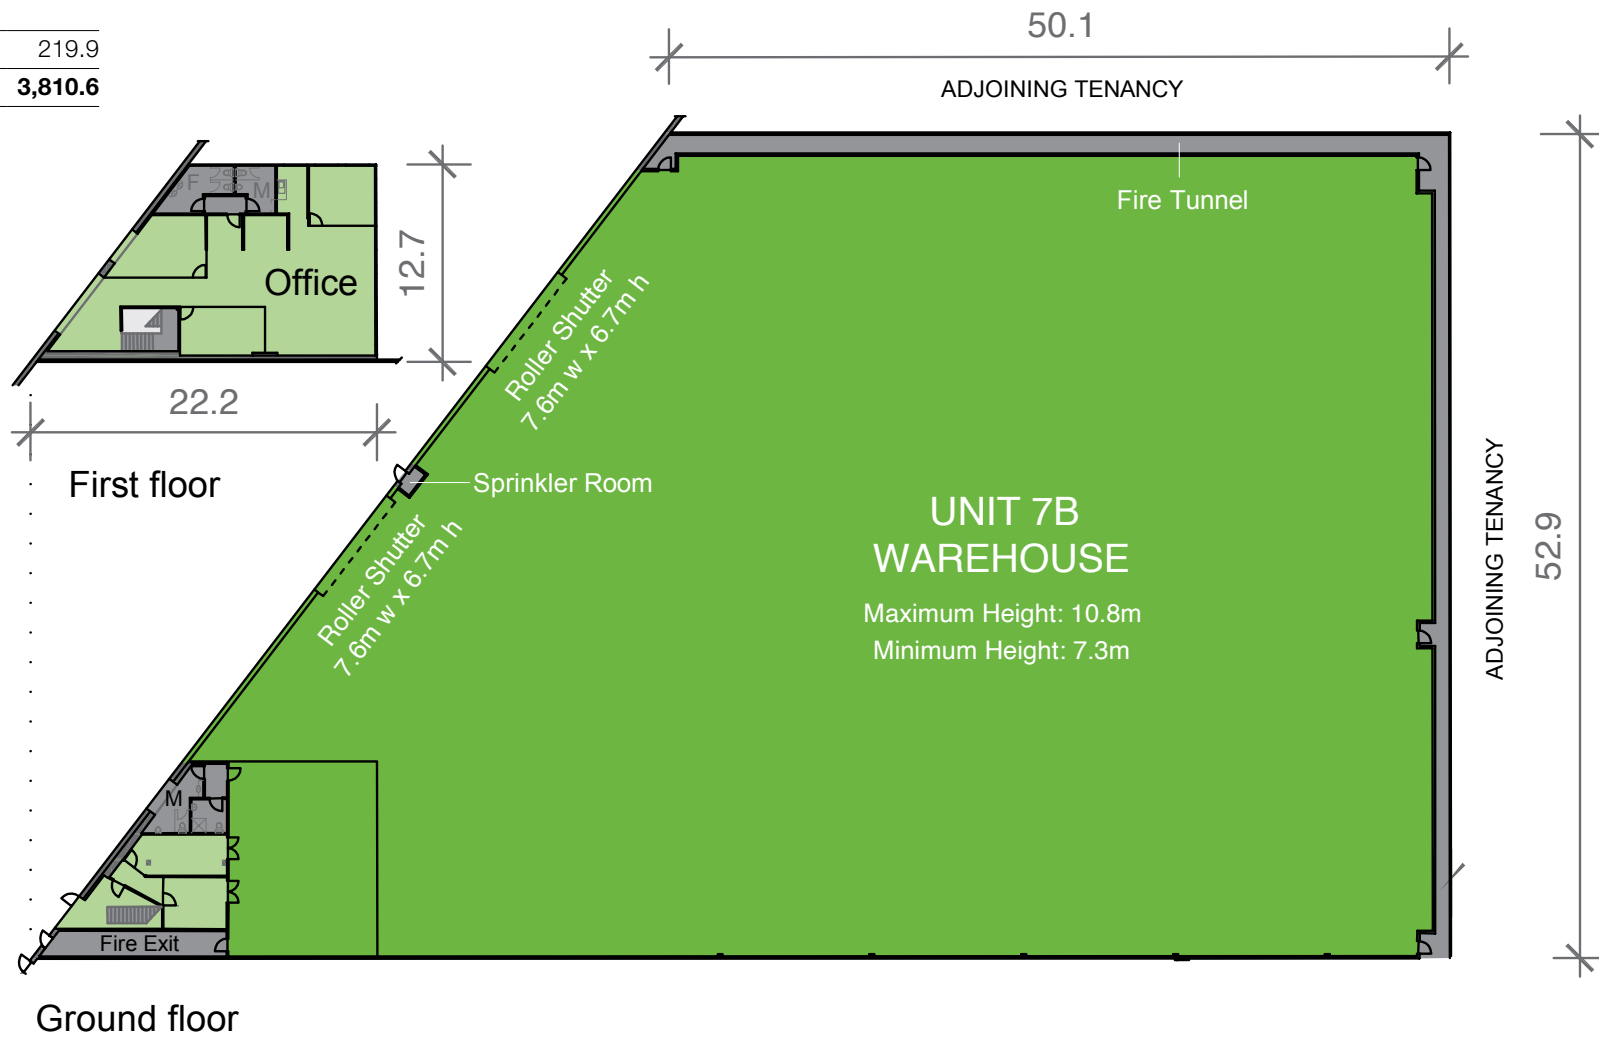 219.9
3,810.6
50.1
ADJOINING TENANCY
Fire Tunnel
F
M
Office
12.7
22.2
First floor
Roller Shutter
7.6m w x 6.7m h
Sprinkler Room
Roller Shutter
7.6m w x 6.7m h
UNIT 7B
WAREHOUSE
Maximum Height: 10.8m
Minimum Height: 7.3m
ADJOINING TENANCY
52.9
M
Fire Exit
Ground floor